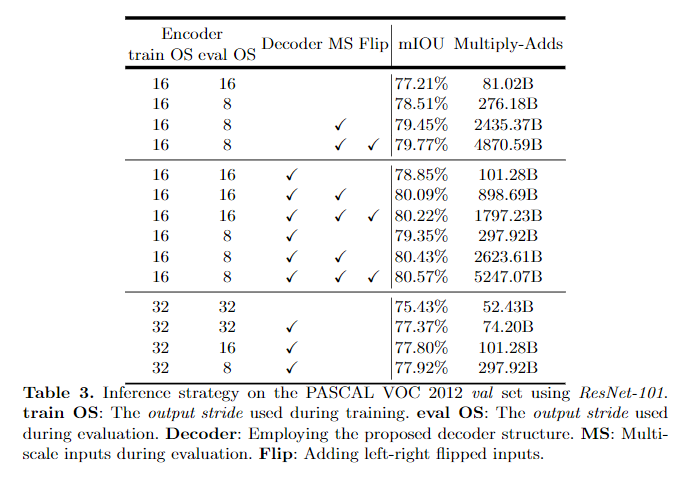 Encoder
train OS eval OS Decoder MS Flip mIOU Multiply-Adds
16 16 77.21% 81.02B
16 8 78.51% 276.18B
16 8 ✓ 79.45% 2435.37B
16 8 ✓ ✓ 79.77% 4870.59B
16 16 ✓ 78.85% 101.28B
16 16 ✓ ✓ 80.09% 898.69B
16 16 ✓ ✓ ✓ 80.22% 1797.23B
16 8 ✓ 79.35% 297.92B
16 8 ✓ ✓ 80.43% 2623.61B
16 8 ✓ ✓ ✓ 80.57% 5247.07B
32 32 75.43% 52.43B
32 32 ✓ 77.37% 74.20B
32 16 ✓ 77.80% 101.28B
32 8 ✓ 77.92% 297.92B
Table 3. Inference strategy on the PASCAL VOC 2012 val set using ResNet-101.
train OS: The output stride used during training. eval OS: The output stride used
during evaluation. Decoder: Employing the proposed decoder structure. MS: Multi-
scale inputs during evaluation. Flip: Adding left-right flipped inputs.